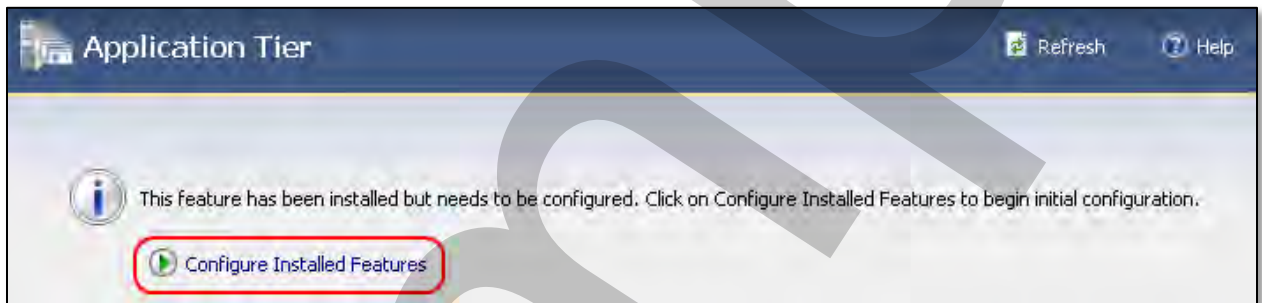 Application Tier
Refresh
Help
This feature has been installed but needs to be configured. Click on Configure Installed Features to begin initial configuration.
Configure Installed Features